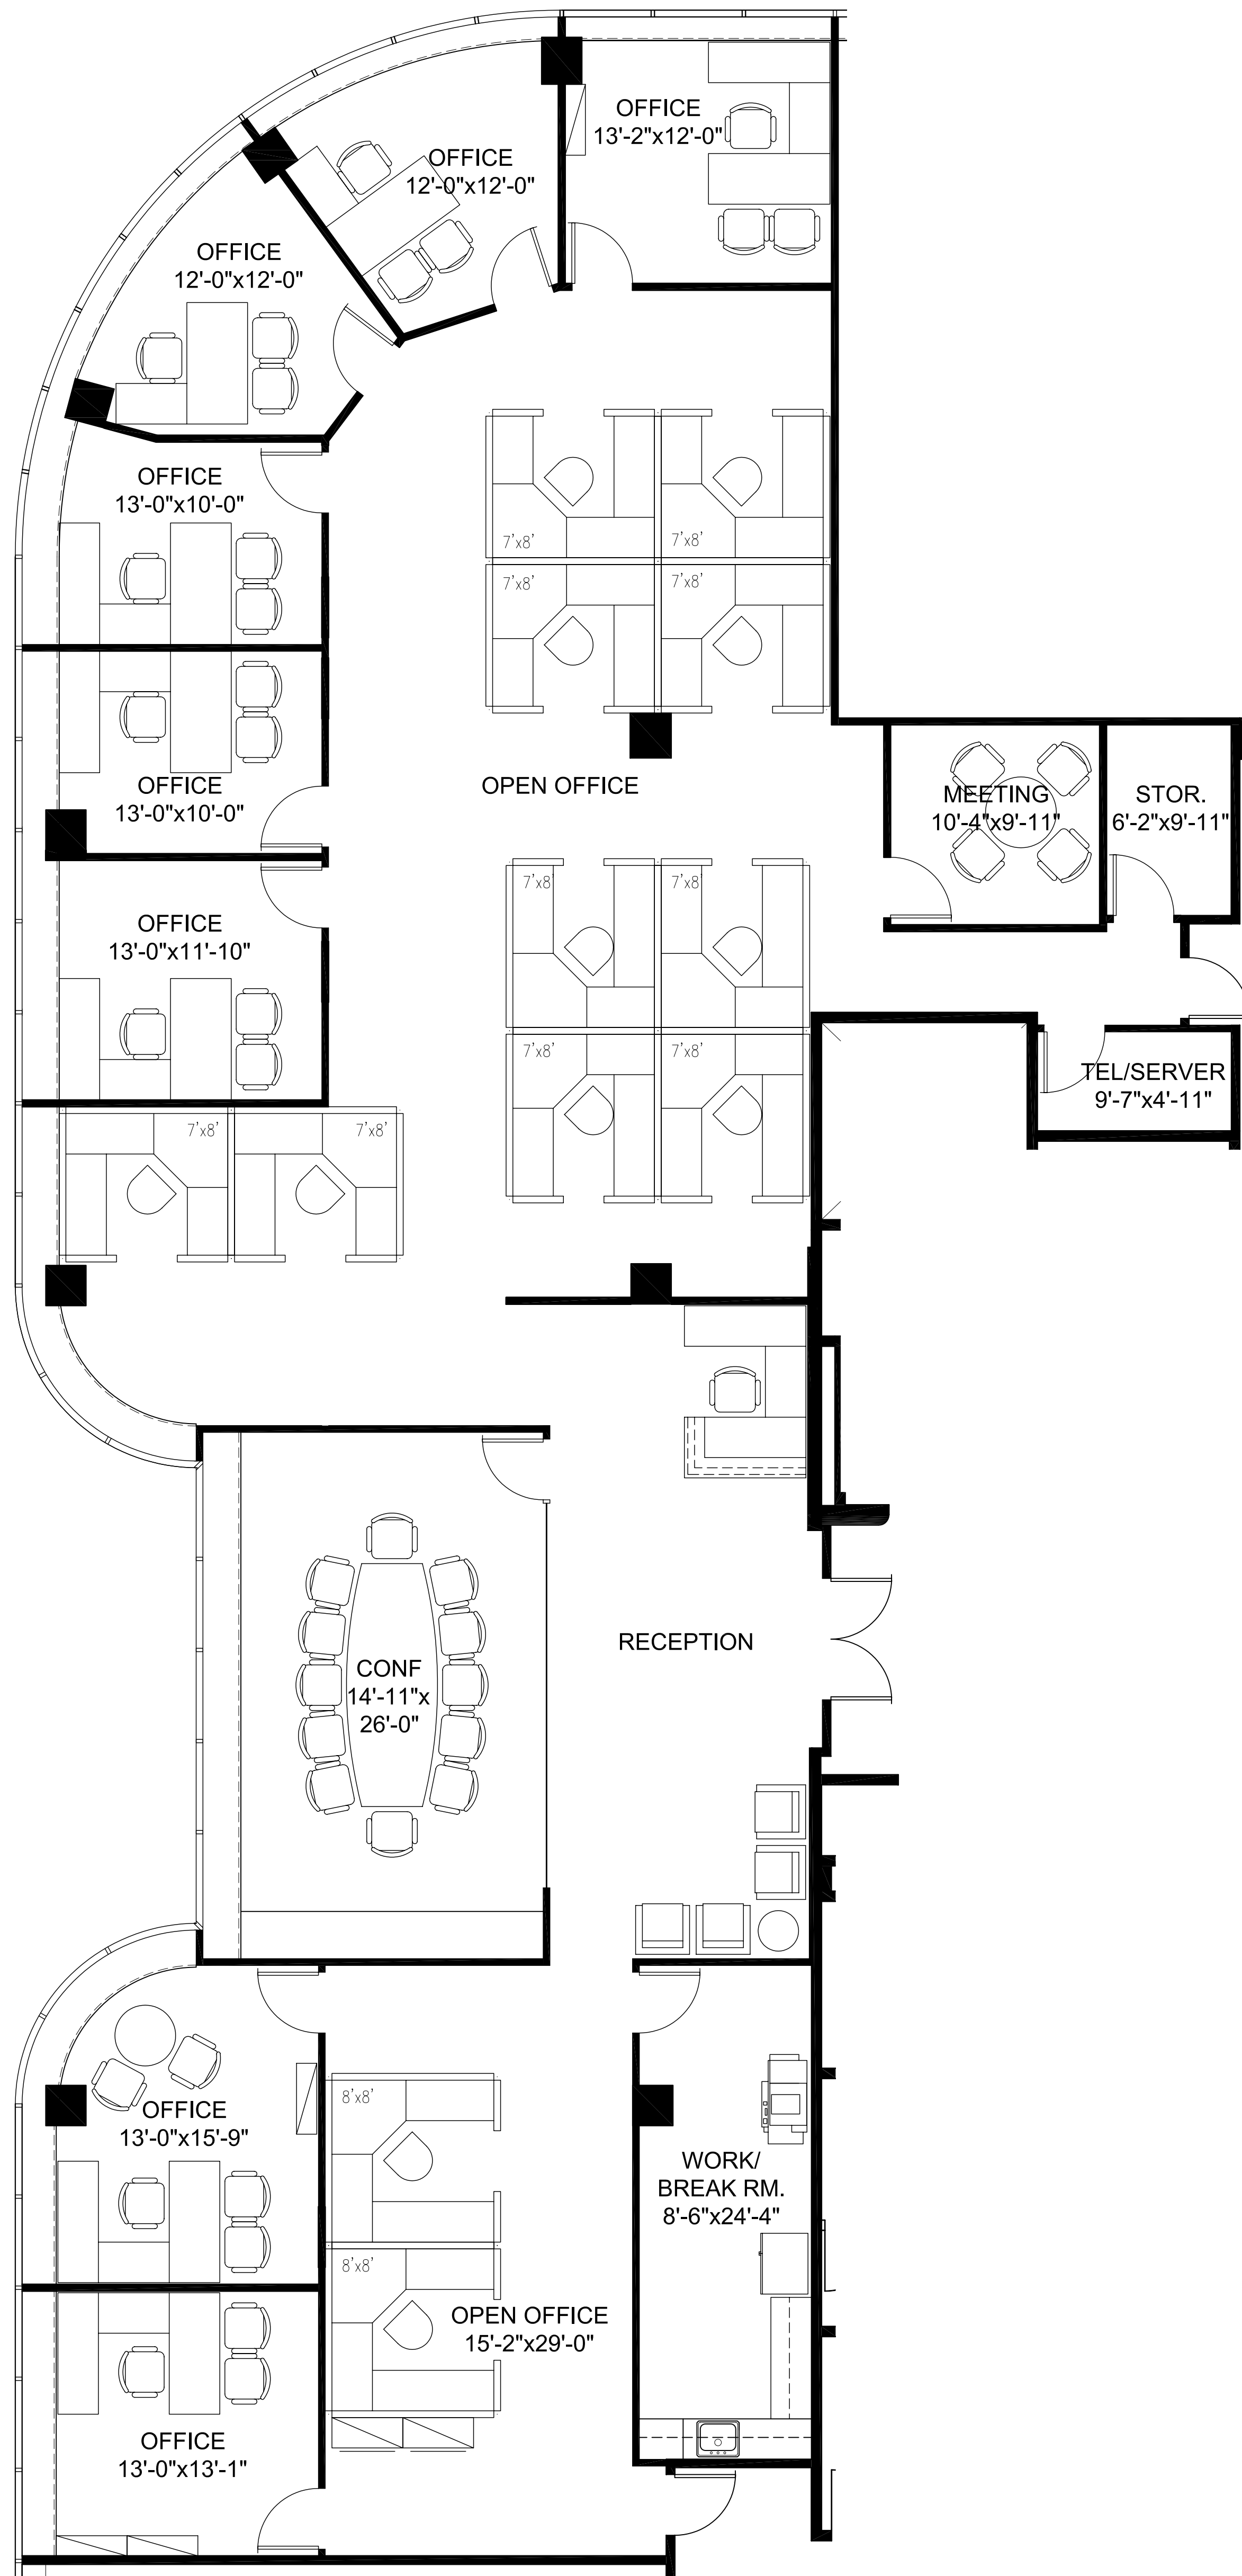 OFFICE
13'-2"x12'-0"
OFFICE
12'-0"x12'-0"
OFFICE
12'-0"x12'-0"
OFFICE
13'-0"x10'-0"
7'x8'
7'x8'
7'x8'
7'x8'
OFFICE
13'-0"x10'-0"
OPEN OFFICE
MEETING
10'-4"x9'-11"
STOR.
6'-2"x9'-11"
7'x8'
7'x8'
OFFICE
13'-0"x11'-10"
7'x8'
7'x8'
TEL/SERVER
9'-7"x4'-11"
7'x8'
7'x8'
RECEPTION
CONF
14'-11"x
26'-0"
OFFICE
13'-0"x15'-9"
8'x8'
WORK/
BREAK RM.
8'-6"x24'-4"
8'x8'
OPEN OFFICE
15'-2"x29'-0"
OFFICE
13'-0"x13'-1"